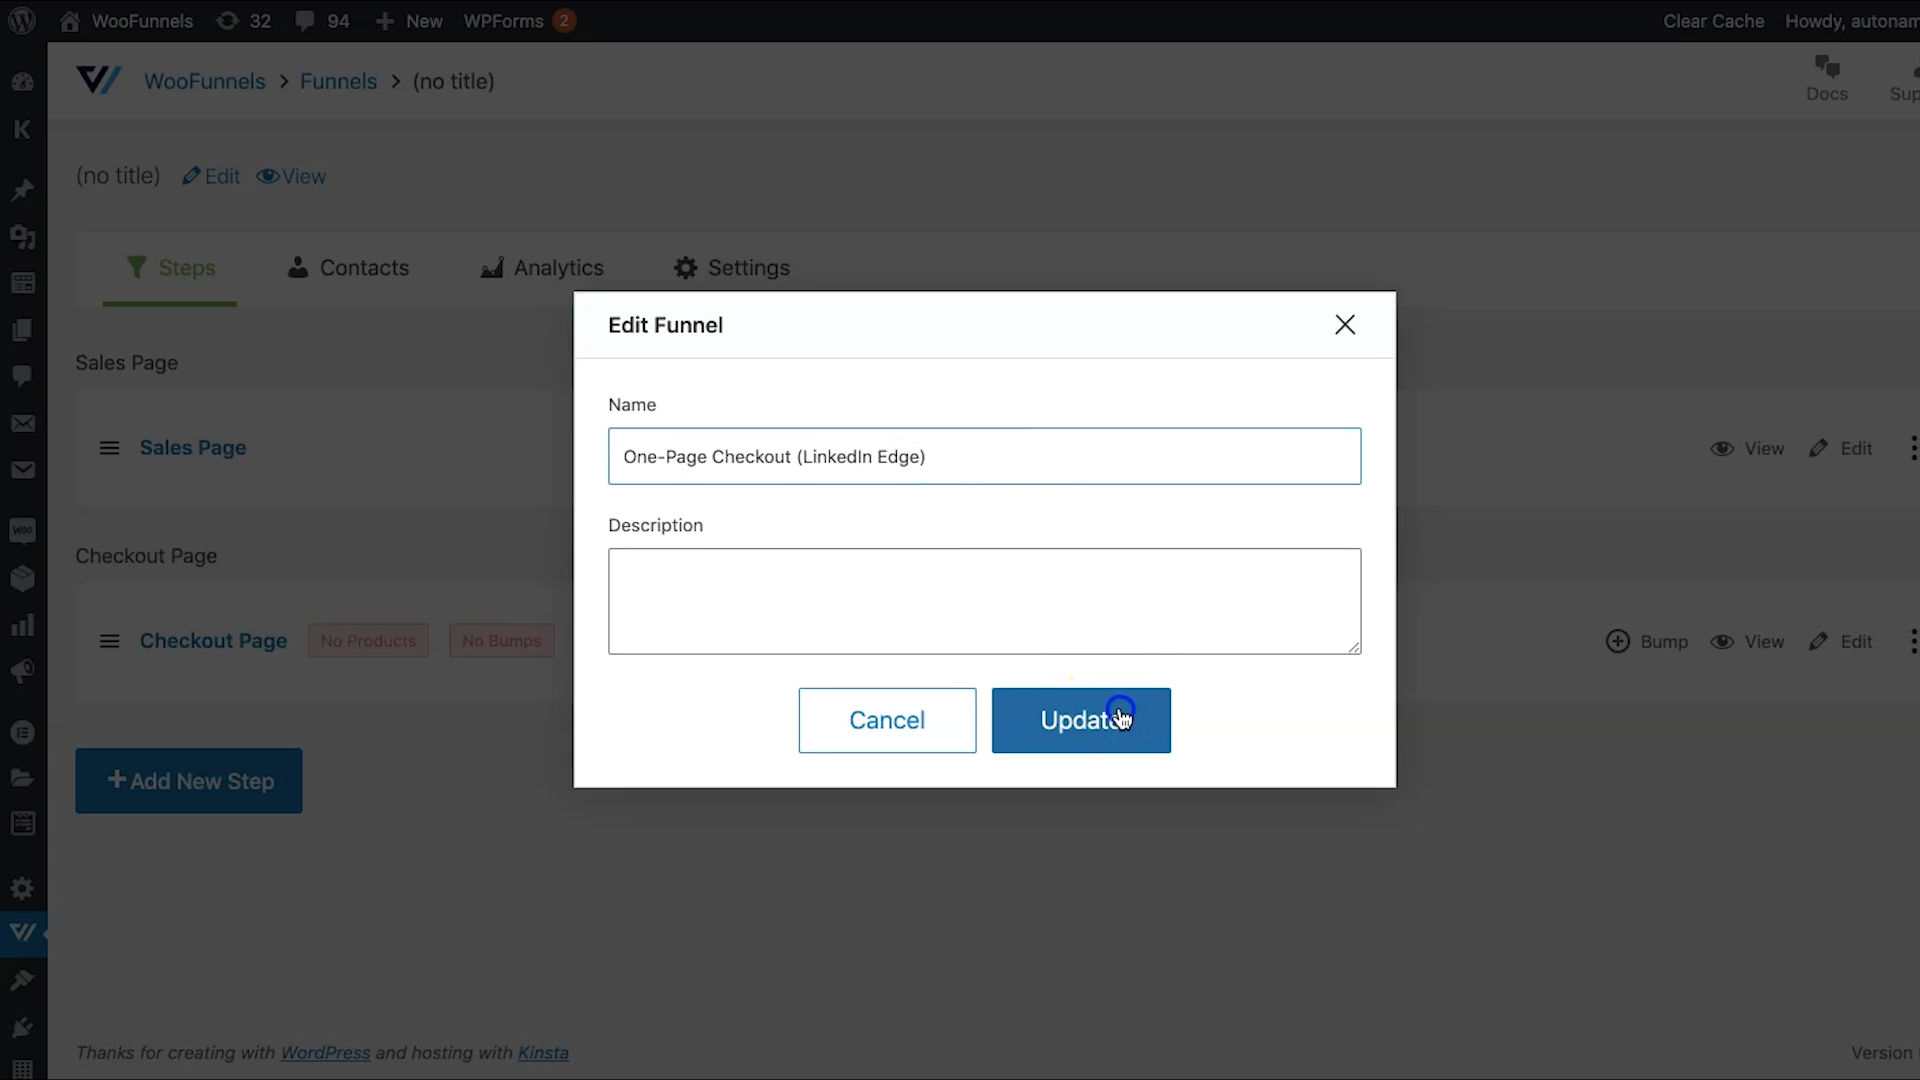 WooFunnels 32 94 New WPForms 2 Clear Cache Howdy, autonam
WooFunnels > Funnels > (no title)
Docs
Sup
(no title) Edit View
Steps Contacts Analytics Settings
Edit Funnel
Name
One-Page Checkout (LinkedIn Edge)
Description
Cancel Update
Sales Page
Sales Page
View Edit
Checkout Page
Checkout Page No Products No Bumps
Bump View Edit
+Add New Step
Thanks for creating with WordPress and hosting with Kinsta
Version